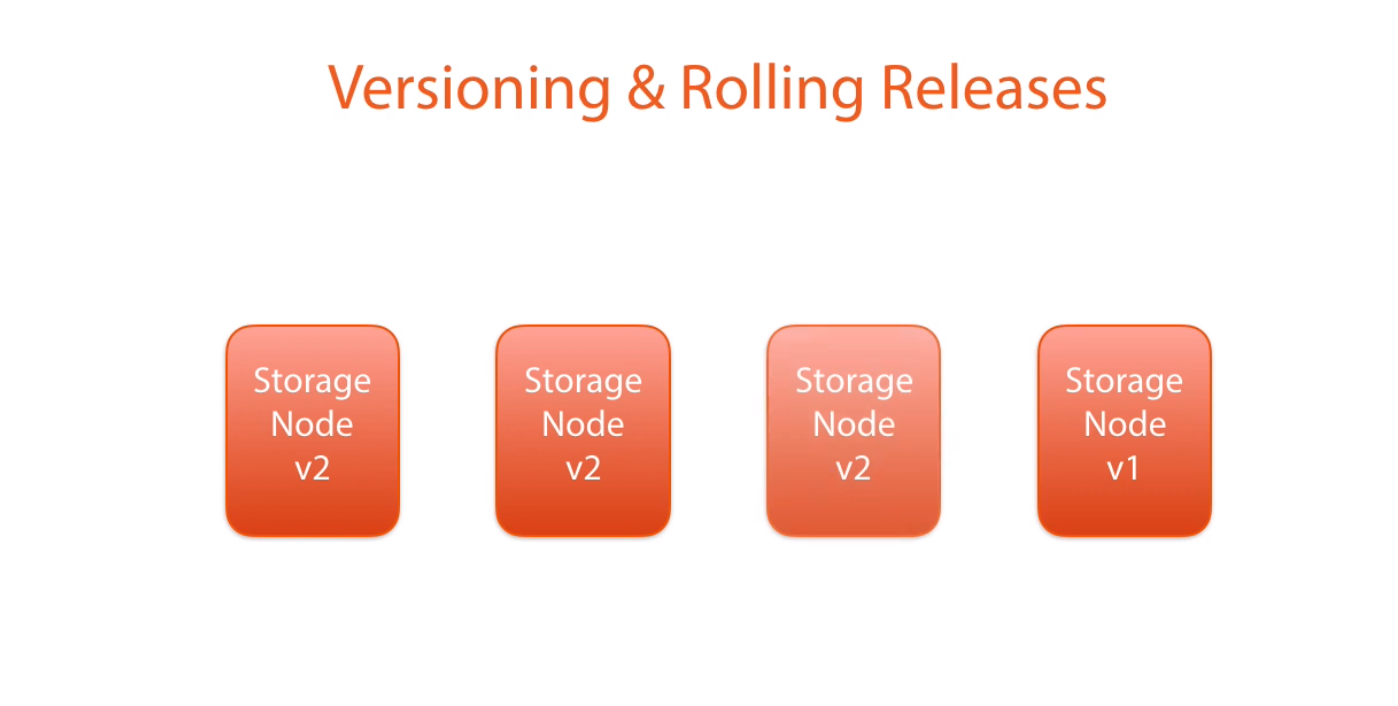 Versioning & Rolling Releases
Storage
Node
v2
Storage
Node
v2
Storage
Node
v2
Storage
Node
v1